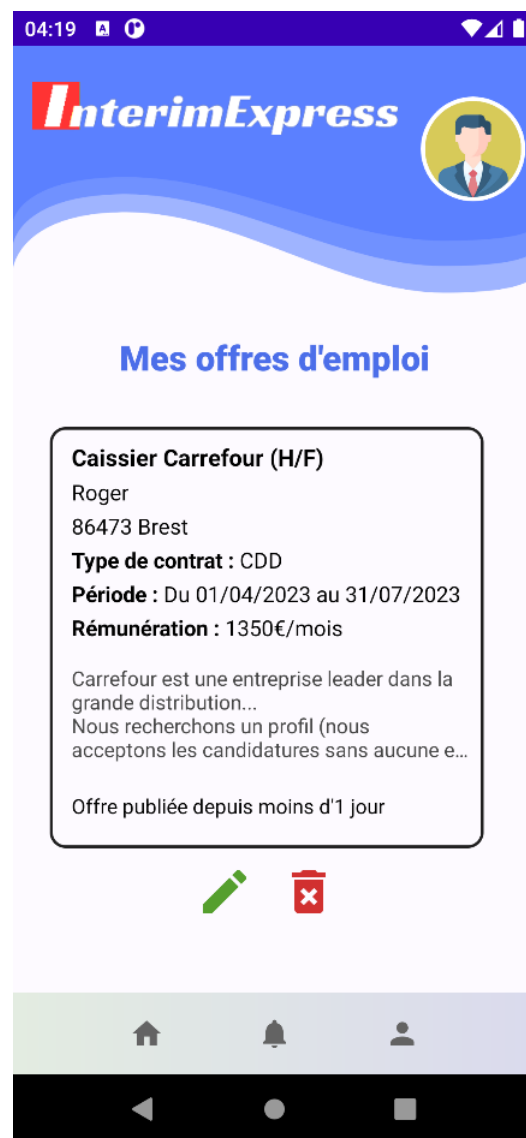 04:19
InterimExpress
Mes offres d'emploi
Caissier Carrefour (H/F)
Roger
86473 Brest
Type de contrat : CDD
Période : Du 01/04/2023 au 31/07/2023
Rémunération : 1350€/mois
Carrefour est une entreprise leader dans la
grande distribution...
Nous recherchons un profil (nous
acceptons les candidatures sans aucune e…
Offre publiée depuis moins d'1 jour